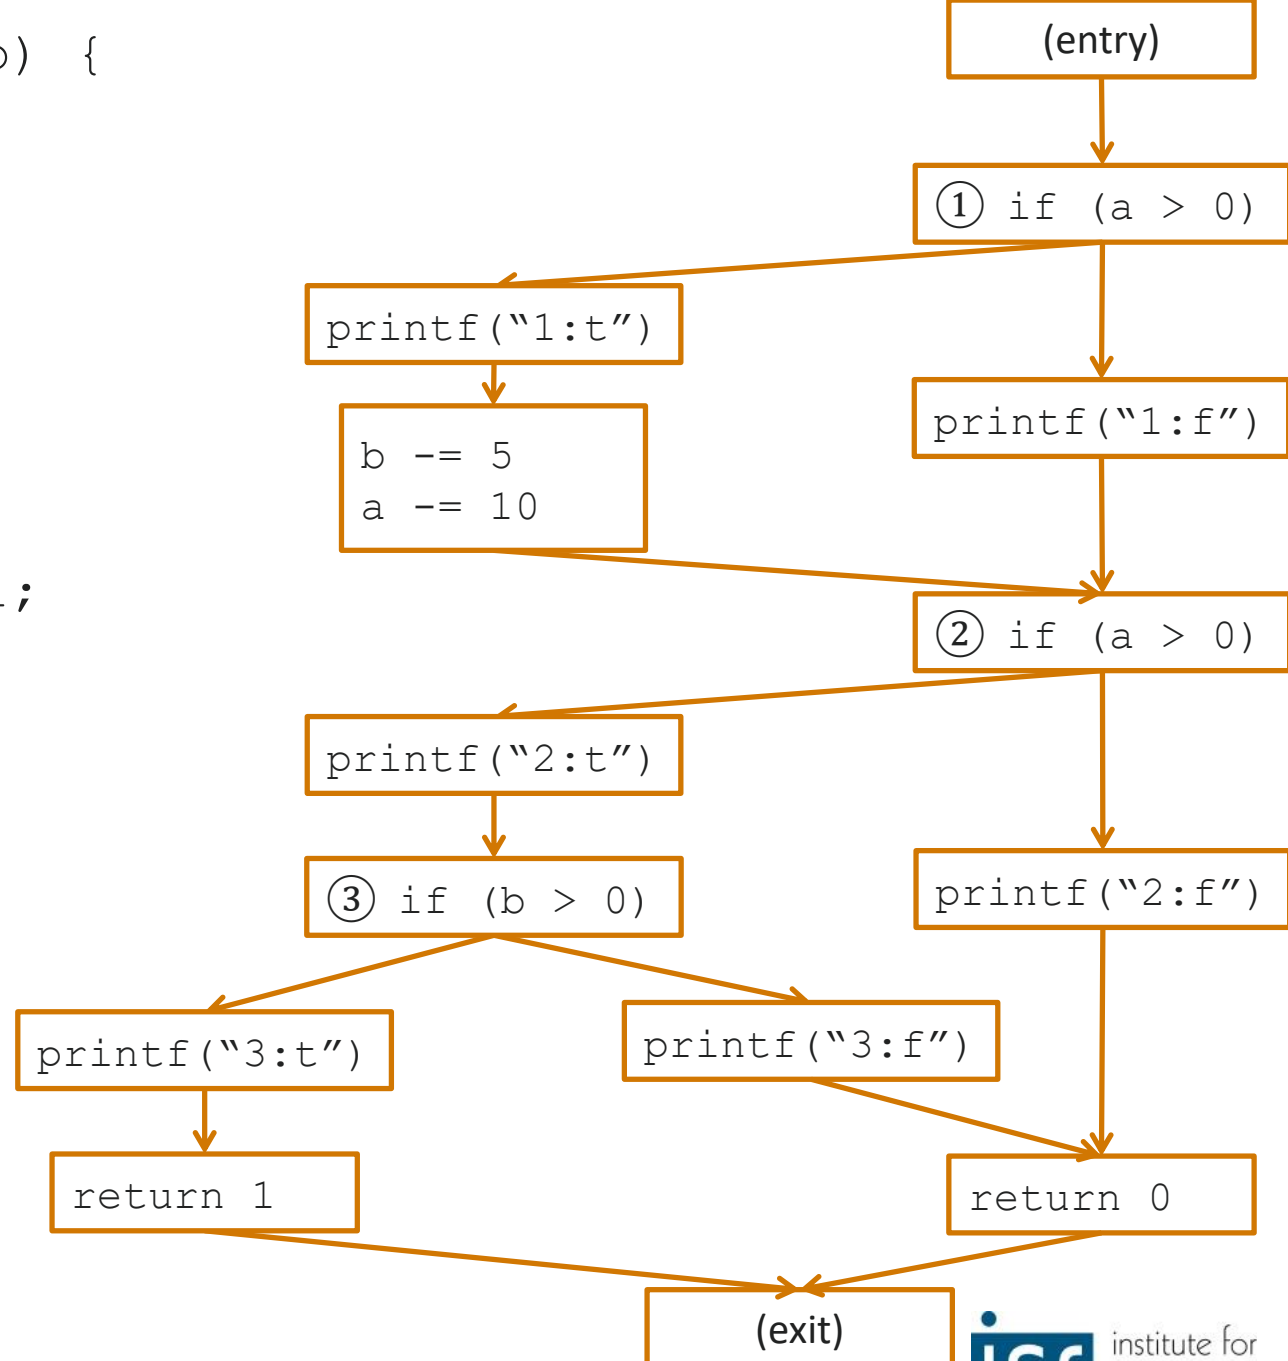 ) {
;
(entry)
① if (a > 0)
printf(“1:t”)
printf(“1:f”)
b -= 5
a -= 10
② if (a > 0)
printf(“2:t”)
printf(“2:f”)
③ if (b > 0)
printf(“3:t”)
printf(“3:f”)
return 1
return 0
(exit)
institute for